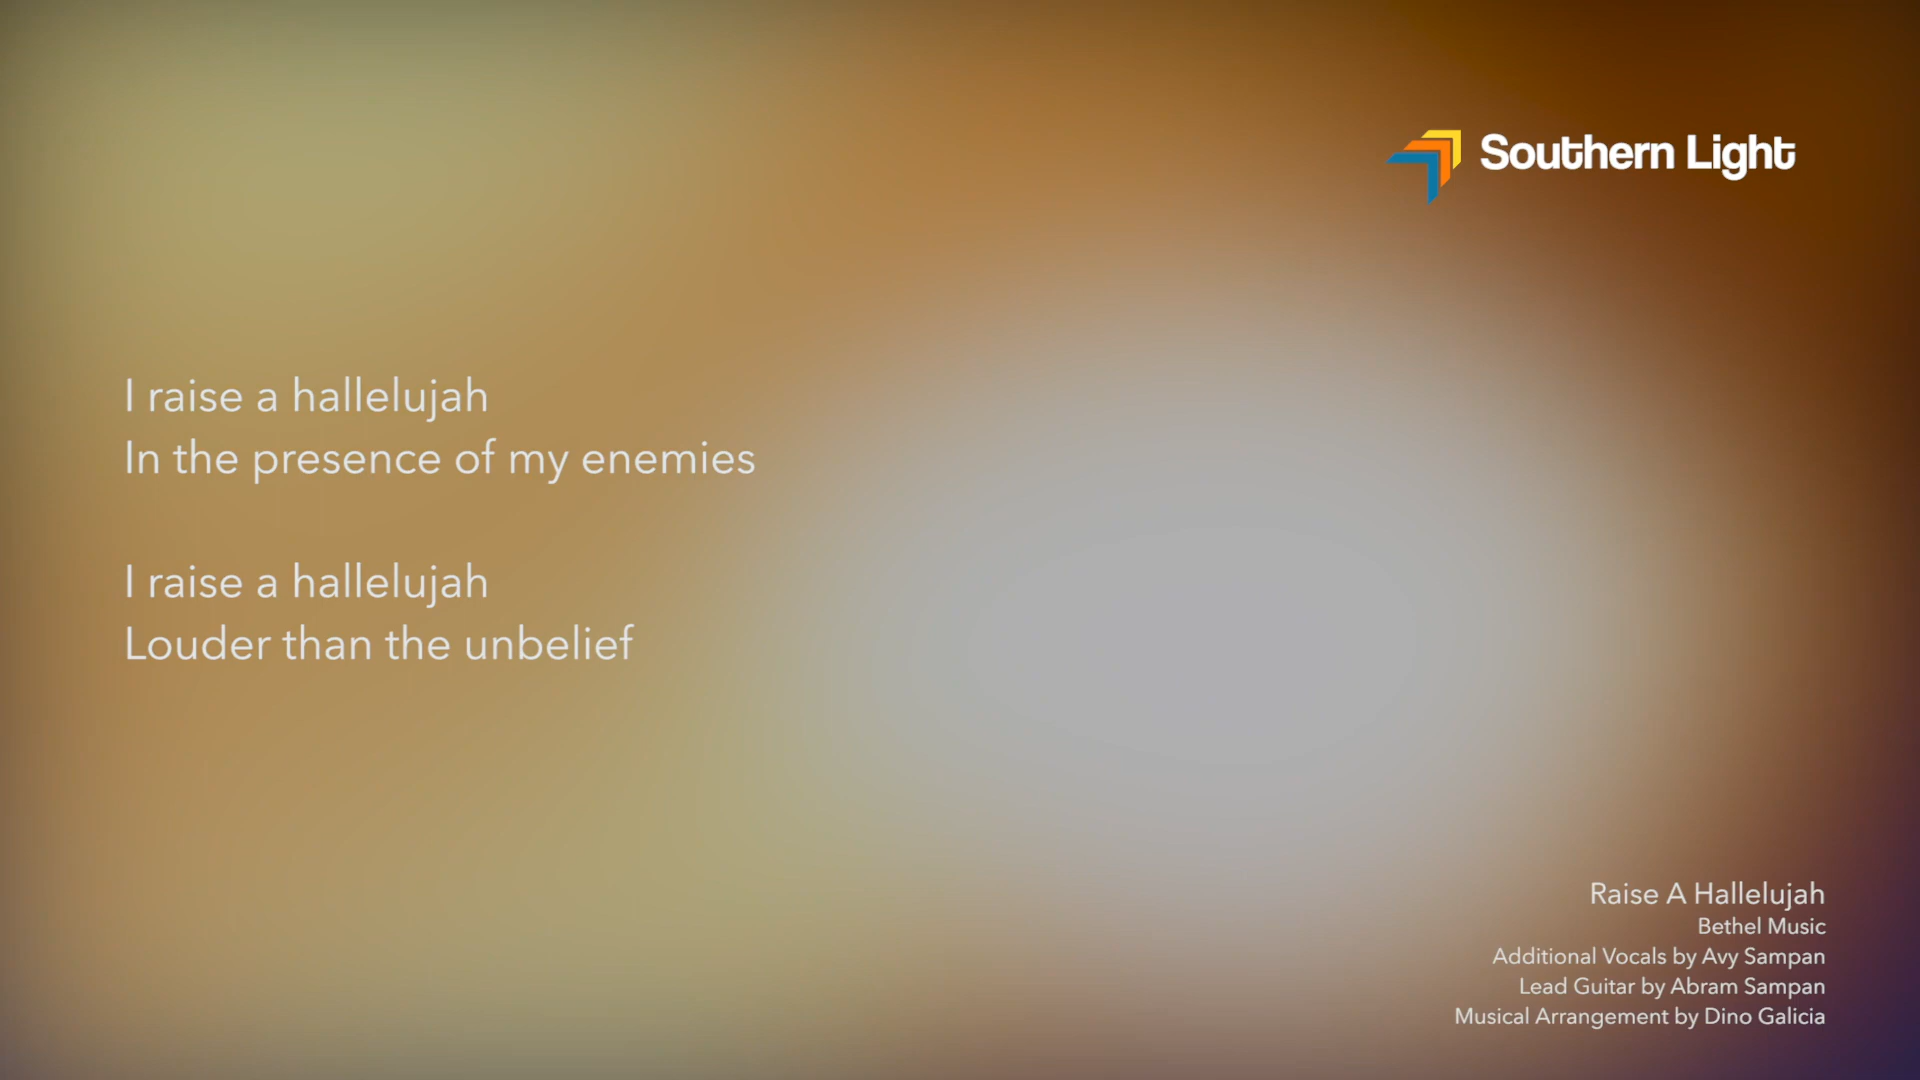 Southern Light
I raise a hallelujah
In the presence of my enemies
I raise a hallelujah
Louder than the unbelief
Raise A Hallelujah
Bethel Music
Additional Vocals by Avy Sampan
Lead Guitar by Abram Sampan
Musical Arrangement by Dino Galicia